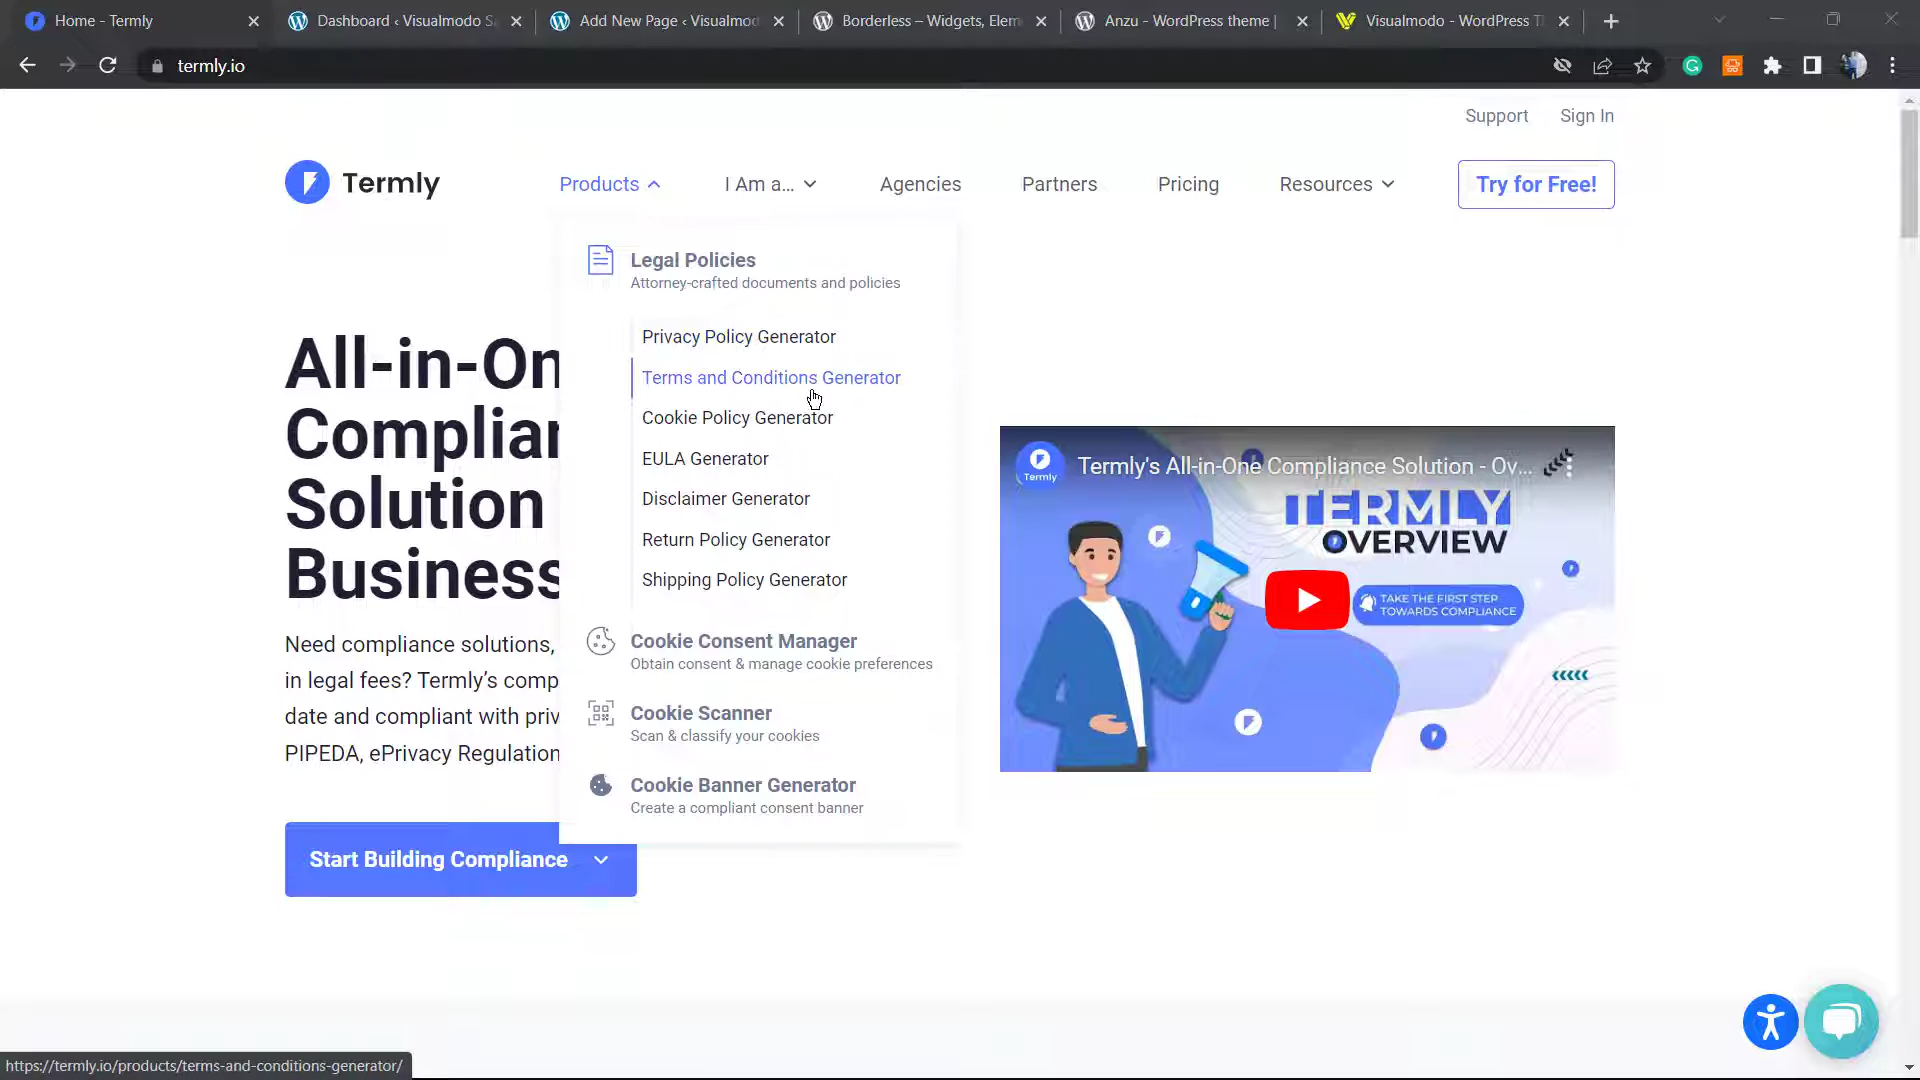 Home - Termly
Dashboard ‹ Visualmodo Sa
Add New Page ‹ Visualmod
Borderless – Widgets, Elem
Anzu - WordPress theme |
Visualmodo - WordPress T
termly.io
Support
Sign In
Termly
Products
I Am a...
Agencies
Partners
Pricing
Resources
Try for Free!
Legal Policies
Attorney-crafted documents and policies
Privacy Policy Generator
Terms and Conditions Generator
Cookie Policy Generator
EULA Generator
Disclaimer Generator
Return Policy Generator
Shipping Policy Generator
Cookie Consent Manager
Obtain consent & manage cookie preferences
Cookie Scanner
Scan & classify your cookies
Cookie Banner Generator
Create a compliant consent banner
All-in-On
Complian
Solution
Business
Need compliance solutions,
in legal fees? Termly’s comp
date and compliant with priv
PIPEDA, ePrivacy Regulation
Start Building Compliance
Termly
Termly's All-in-One Compliance Solution - Ov...
TERMLY
OVERVIEW
TAKE THE FIRST STEP
TOWARDS COMPLIANCE
https://termly.io/products/terms-and-conditions-generator/